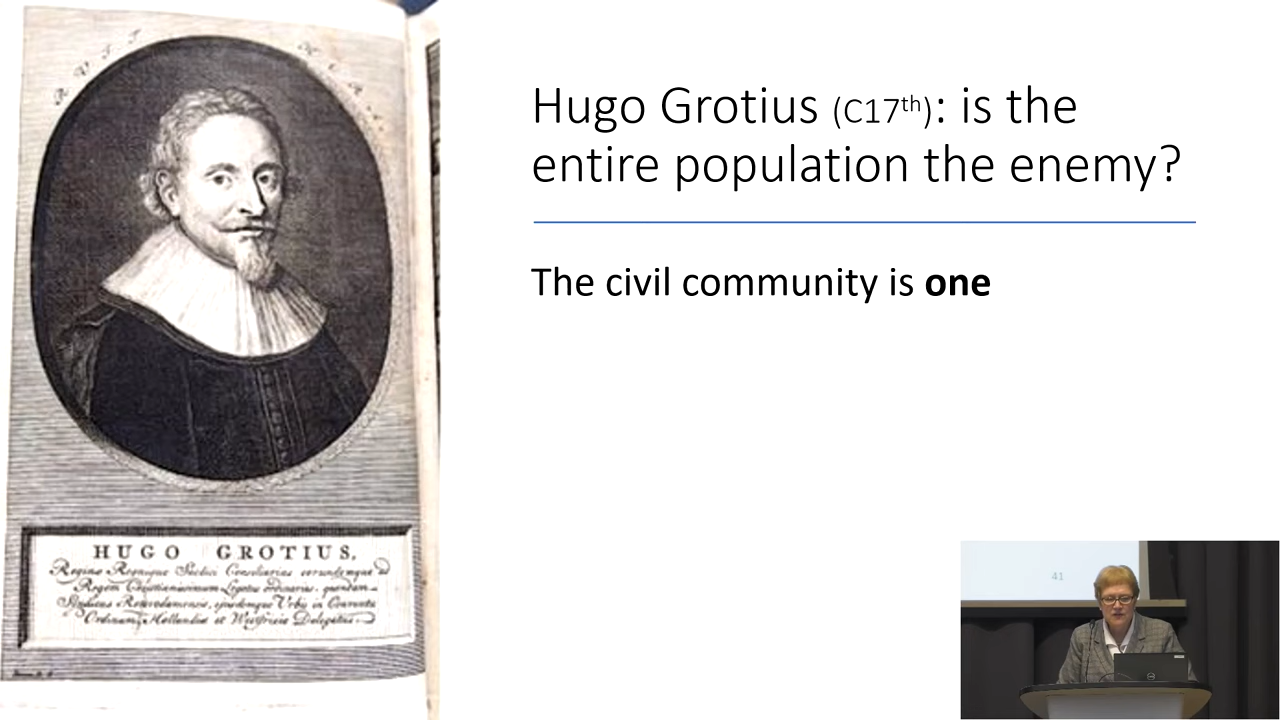 Hugo Grotius (C17th): is the
entire population the enemy?
The civil community is one
HUGO GROTIUS,
Reginæ Regnique Sueciæ Consiliarius eorundemque ad
Regem Christianissimum Legatus ordinarius, quondam
Syndicus Roterodamensis, ejusdemque Urbis in Conventu
Ordinum Hollandiæ et Westfrisiæ Delegatus
41